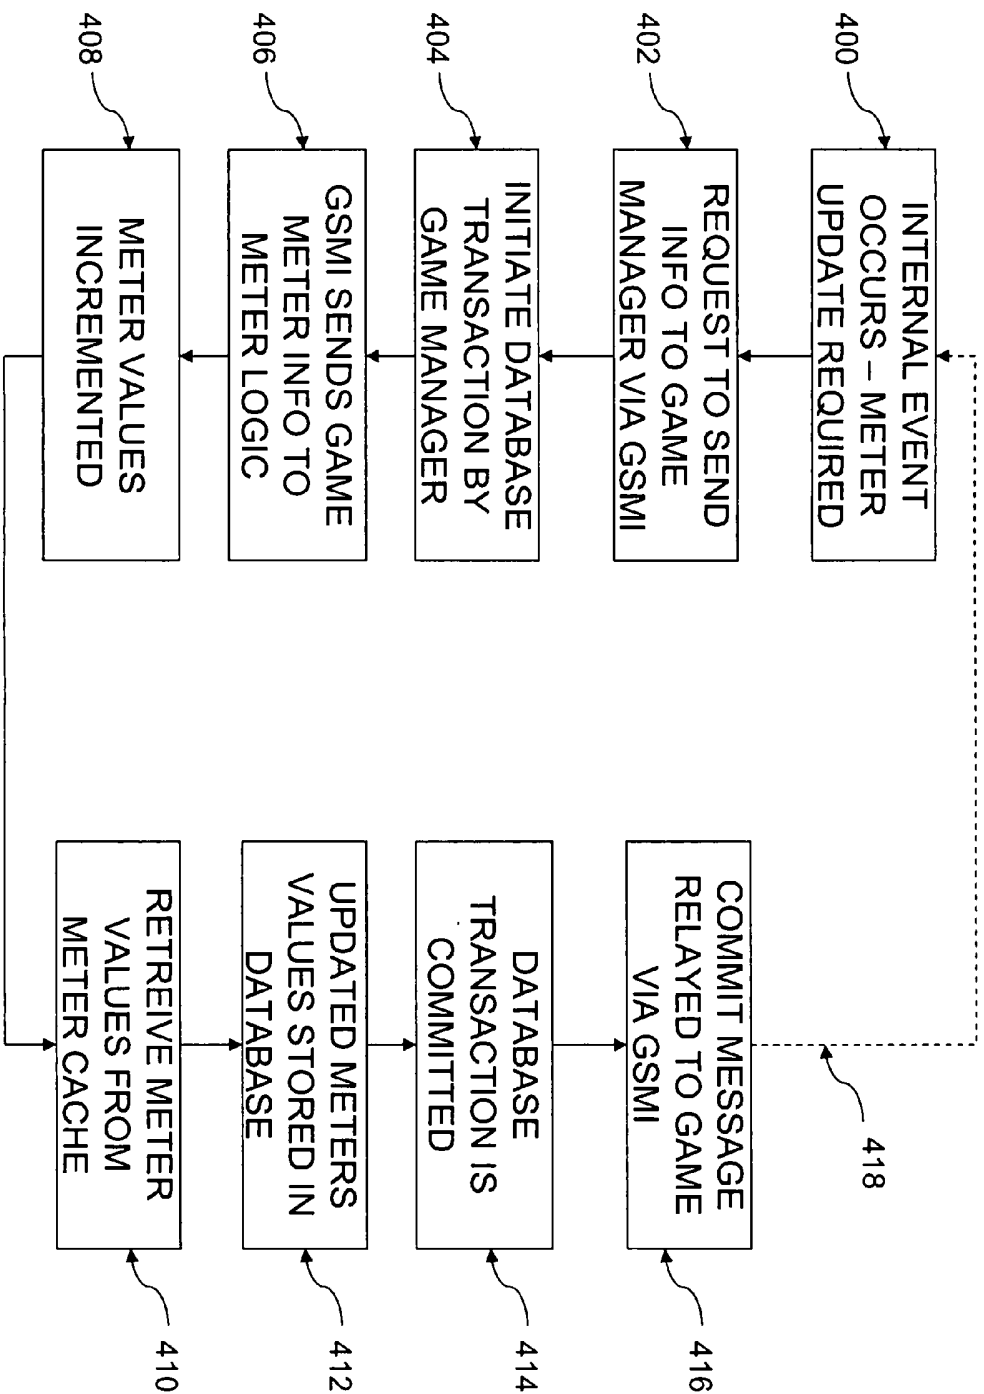 400
INTERNAL EVENT
OCCURS – METER
UPDATE REQUIRED
402
REQUEST TO SEND
INFO TO GAME
MANAGER VIA GSMI
404
INITIATE DATABASE
TRANSACTION BY
GAME MANAGER
406
GSMI SENDS GAME
METER INFO TO
METER LOGIC
408
METER VALUES
INCREMENTED
RETREIVE METER
VALUES FROM
METER CACHE
410
UPDATED METERS
VALUES STORED IN
DATABASE
412
DATABASE
TRANSACTION IS
COMMITTED
414
COMMIT MESSAGE
RELAYED TO GAME
VIA GSMI
416
418